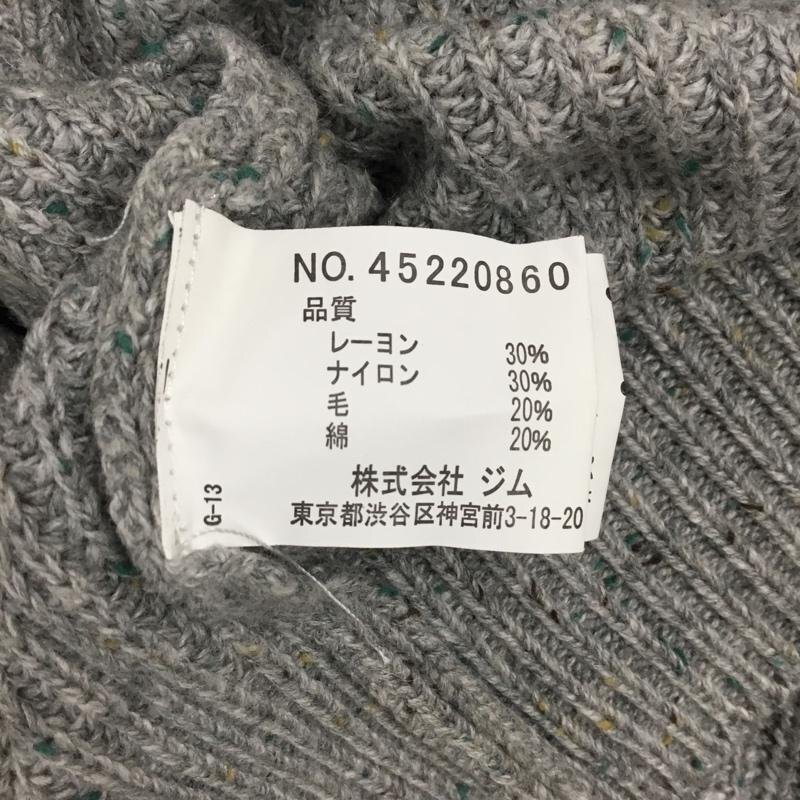 NO. 45220860
品質
レーヨン 30%
ナイロン 30%
毛 20%
綿 20%
株式会社 ジム
東京都渋谷区神宮前3-18-20
G-13